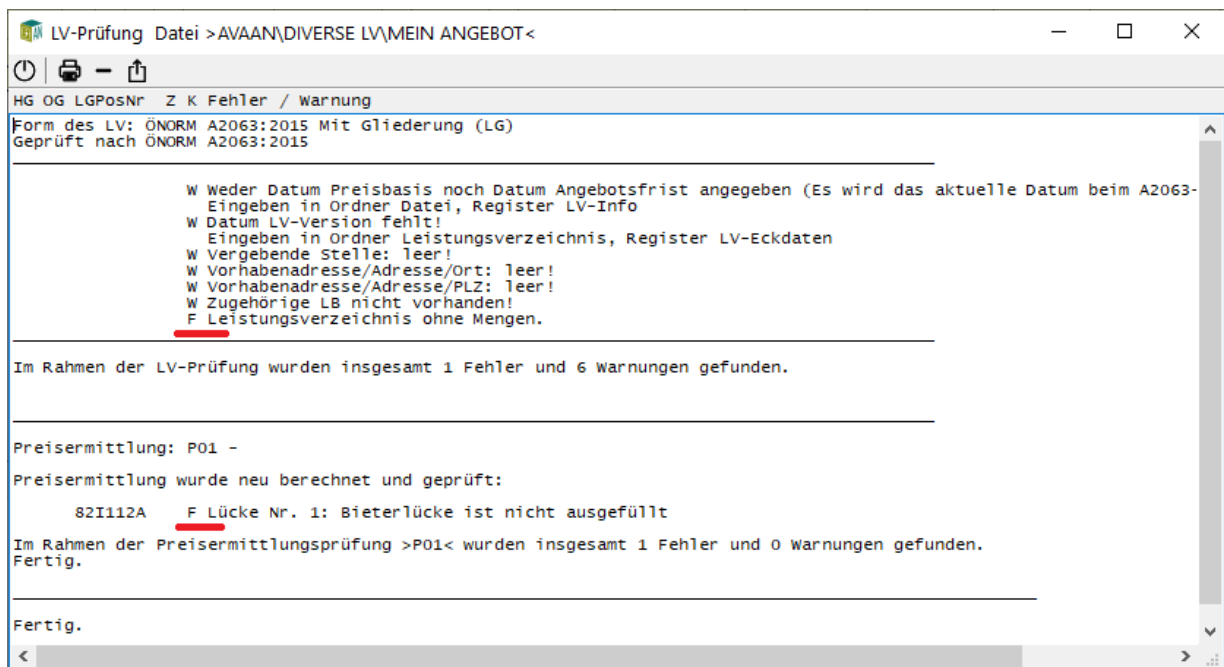 LV-Prüfung Datei >AVAAN\DIVERSE LV\MEIN ANGEBOT<
HG OG LGPosNr Z K Fehler / Warnung
Form des LV: ÖNORM A2063:2015 Mit Gliederung (LG)
Geprüft nach ÖNORM A2063:2015
W Weder Datum Preisbasis noch Datum Angebotsfrist angegeben (Es wird das aktuelle Datum beim A2063-
Eingeben in Ordner Datei, Register LV-Info
W Datum LV-Version fehlt!
Eingeben in Ordner Leistungsverzeichnis, Register LV-Eckdaten
W Vergebende Stelle: leer!
W Vorhabenadresse/Adresse/Ort: leer!
W Vorhabenadresse/Adresse/PLZ: leer!
W Zugehörige LB nicht vorhanden!
F Leistungsverzeichnis ohne Mengen.
Im Rahmen der LV-Prüfung wurden insgesamt 1 Fehler und 6 Warnungen gefunden.
Preisermittlung: P01 -
Preisermittlung wurde neu berechnet und geprüft:
82I112A F Lücke Nr. 1: Bieterlücke ist nicht ausgefüllt
Im Rahmen der Preisermittlungsprüfung >P01< wurden insgesamt 1 Fehler und 0 Warnungen gefunden.
Fertig.
Fertig.